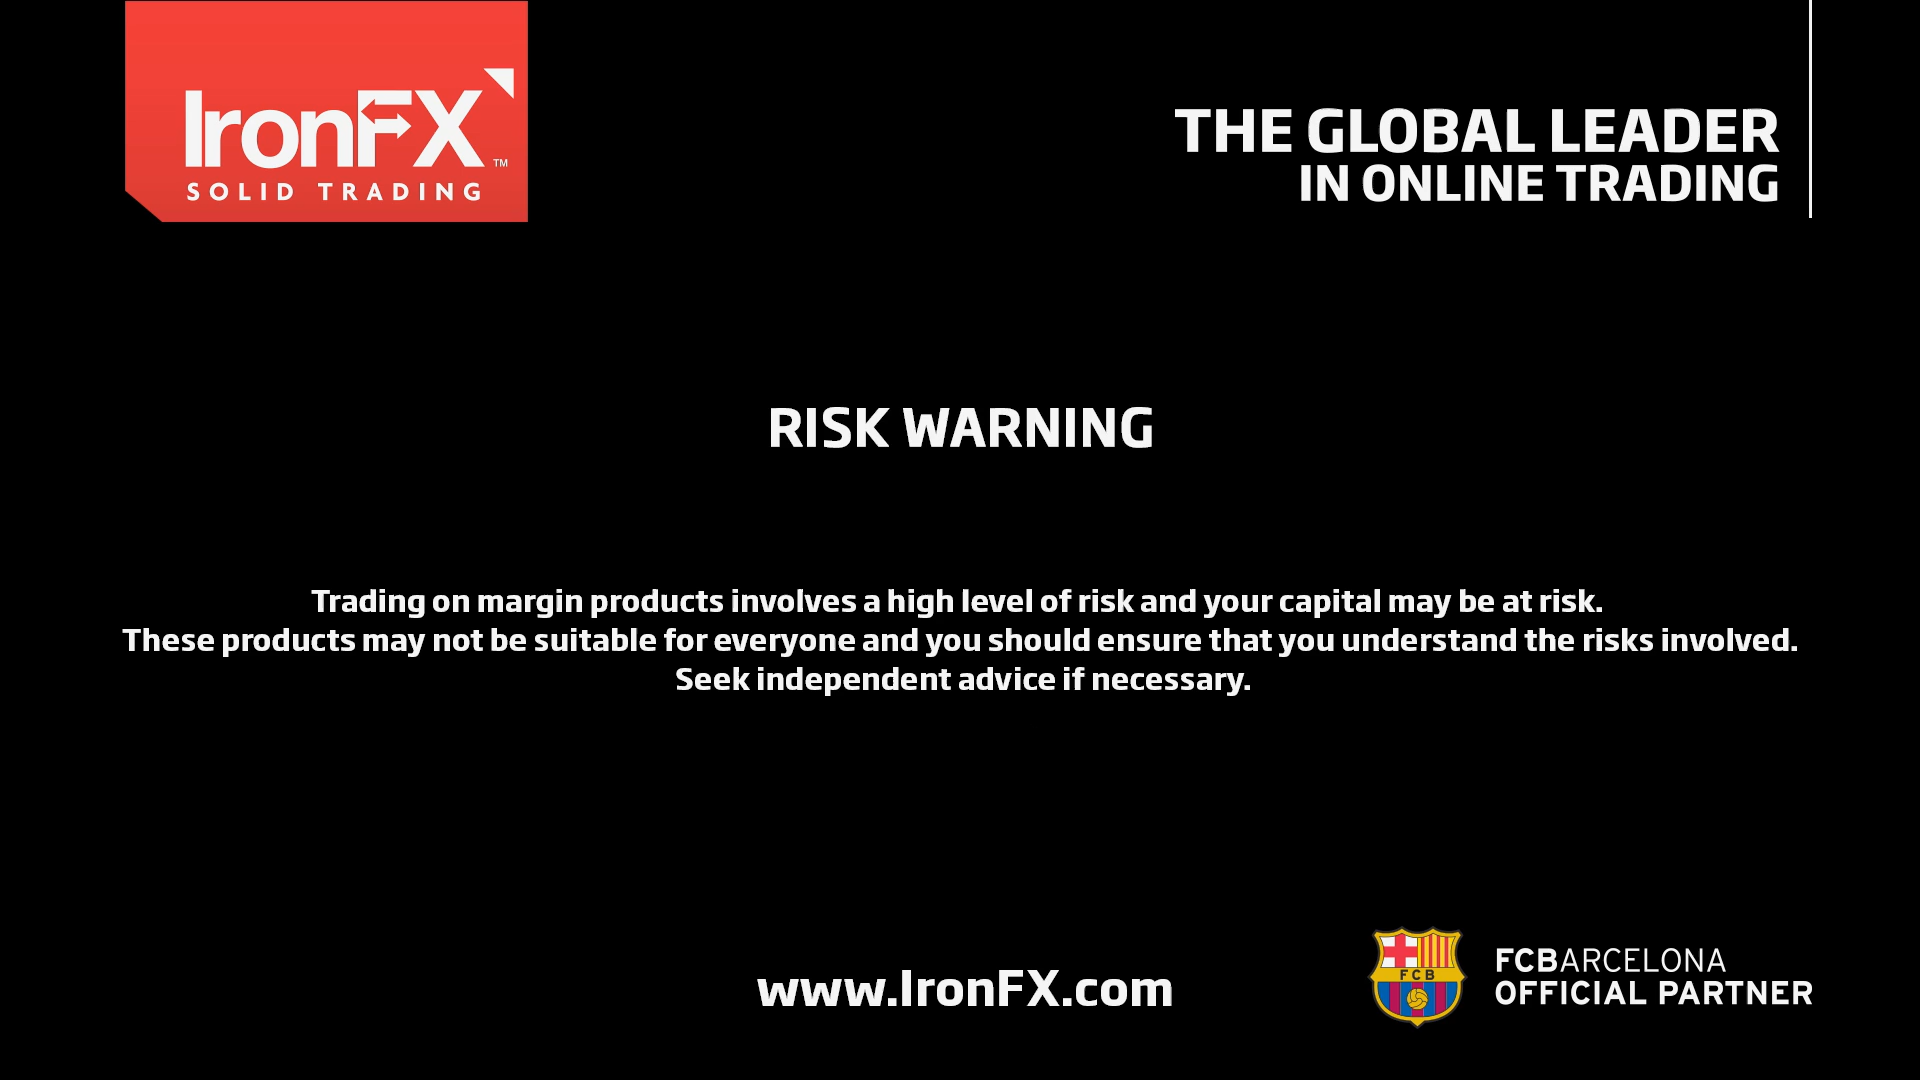 IronFX
™
SOLID TRADING
THE GLOBAL LEADER
IN ONLINE TRADING
RISK WARNING
Trading on margin products involves a high level of risk and your capital may be at risk.
These products may not be suitable for everyone and you should ensure that you understand the risks involved.
Seek independent advice if necessary.
www.IronFX.com
FCB
FCBARCELONA
OFFICIAL PARTNER